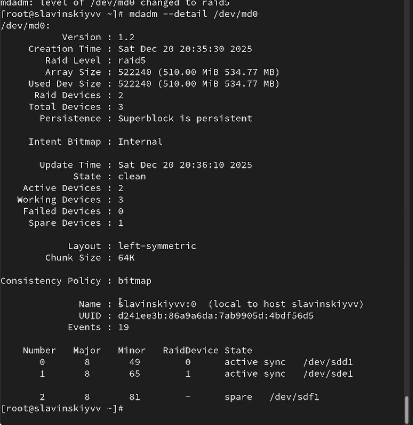 mdadm: level of /dev/md0 changed to raid5
[root@slavinskiyvv ~]# mdadm --detail /dev/md0
/dev/md0:
Version : 1.2
Creation Time : Sat Dec 20 20:35:30 2025
Raid Level : raid5
Array Size : 522240 (510.00 MiB 534.77 MB)
Used Dev Size : 522240 (510.00 MiB 534.77 MB)
Raid Devices : 2
Total Devices : 3
Persistence : Superblock is persistent
Intent Bitmap : Internal
Update Time : Sat Dec 20 20:36:10 2025
State : clean
Active Devices : 2
Working Devices : 3
Failed Devices : 0
Spare Devices : 1
Layout : left-symmetric
Chunk Size : 64K
Consistency Policy : bitmap
Name : slavinskiyvv:0 (local to host slavinskiyvv)
UUID : d241ee3b:86a9a6da:7ab9905d:4bdf56d5
Events : 19
Number Major Minor RaidDevice State
0 8 49 0 active sync /dev/sdd1
1 8 65 1 active sync /dev/sde1
2 8 81 - spare /dev/sdf1
[root@slavinskiyvv ~]#